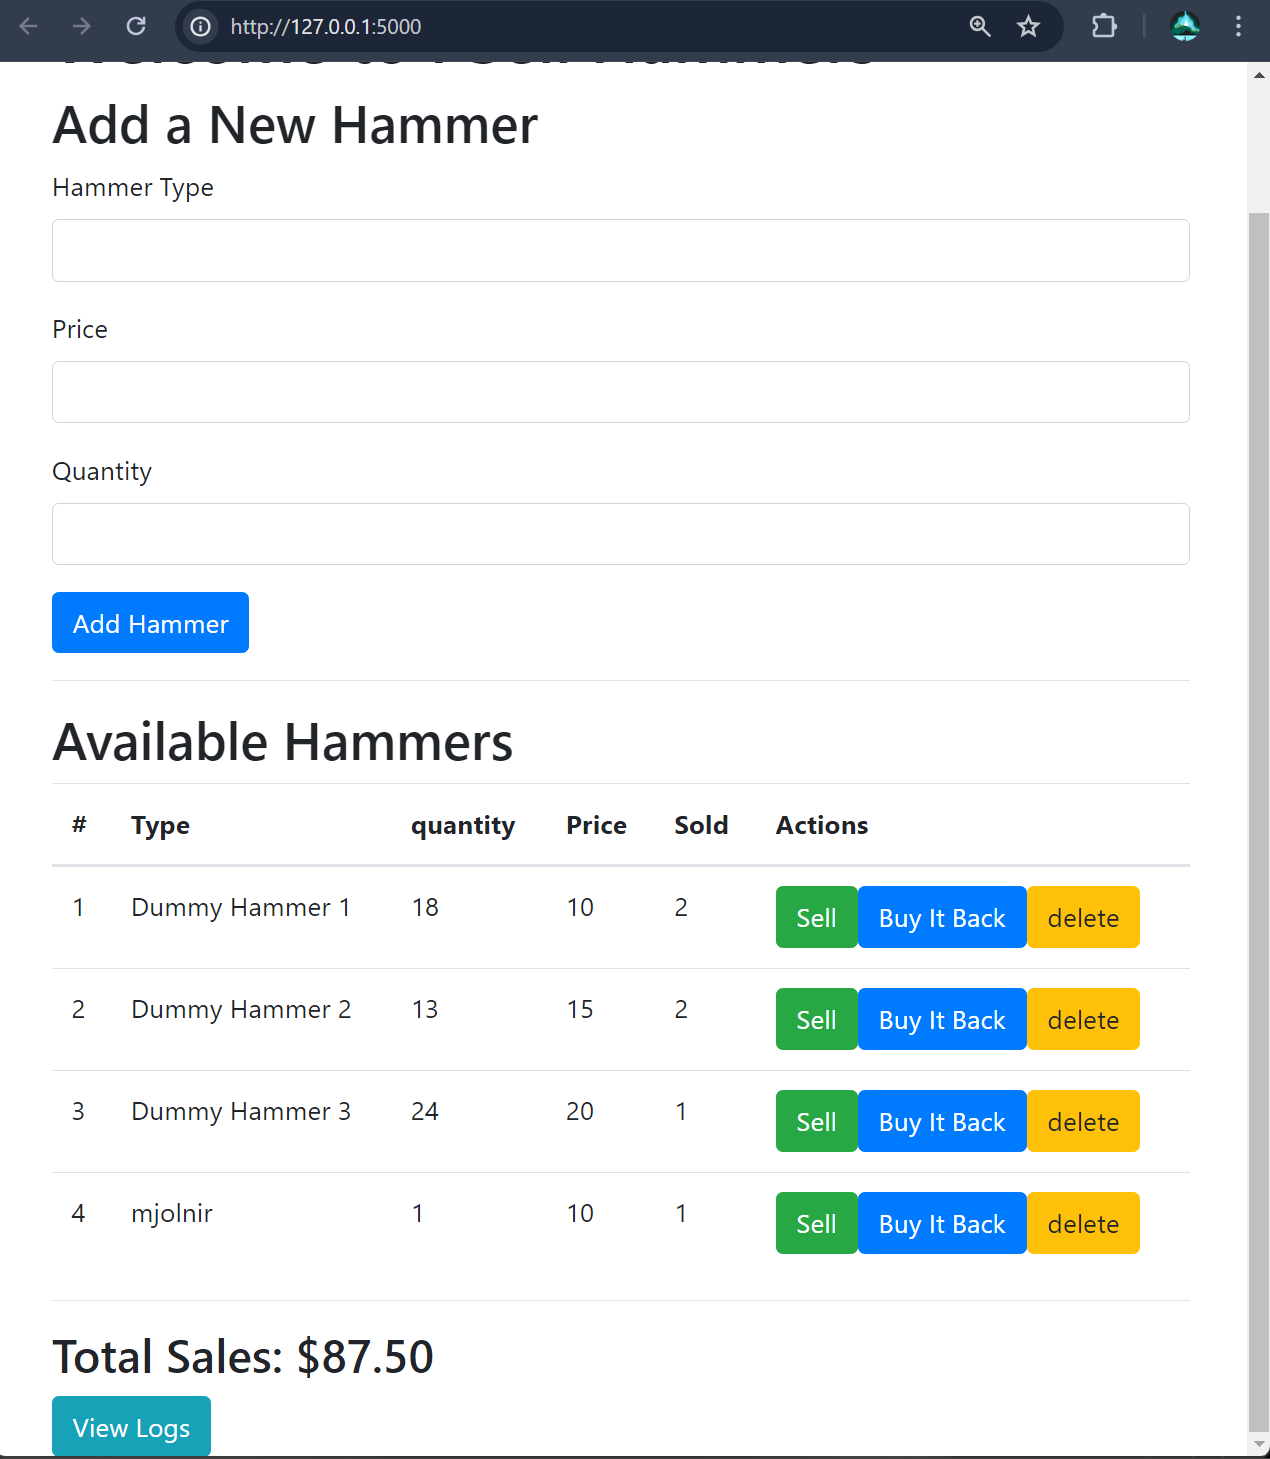 http://127.0.0.1:5000
Add a New Hammer
Hammer Type
Price
Quantity
Add Hammer
Available Hammers
# Type quantity Price Sold Actions
1 Dummy Hammer 1 18 10 2 Sell Buy It Back delete
2 Dummy Hammer 2 13 15 2 Sell Buy It Back delete
3 Dummy Hammer 3 24 20 1 Sell Buy It Back delete
4 mjolnir 1 10 1 Sell Buy It Back delete
Total Sales: $87.50
View Logs